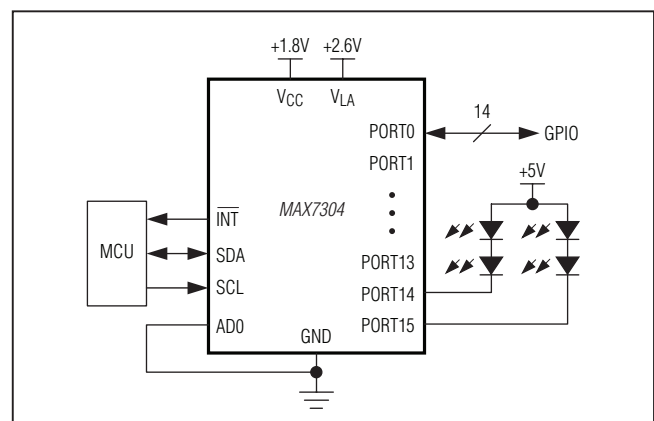 +1.8V +2.6V
VCC VLA
14
PORT0 GPIO
PORT1
+5V
INT
MAX7304
MCU
SDA
PORT13
SCL
PORT14
AD0
GND
PORT15